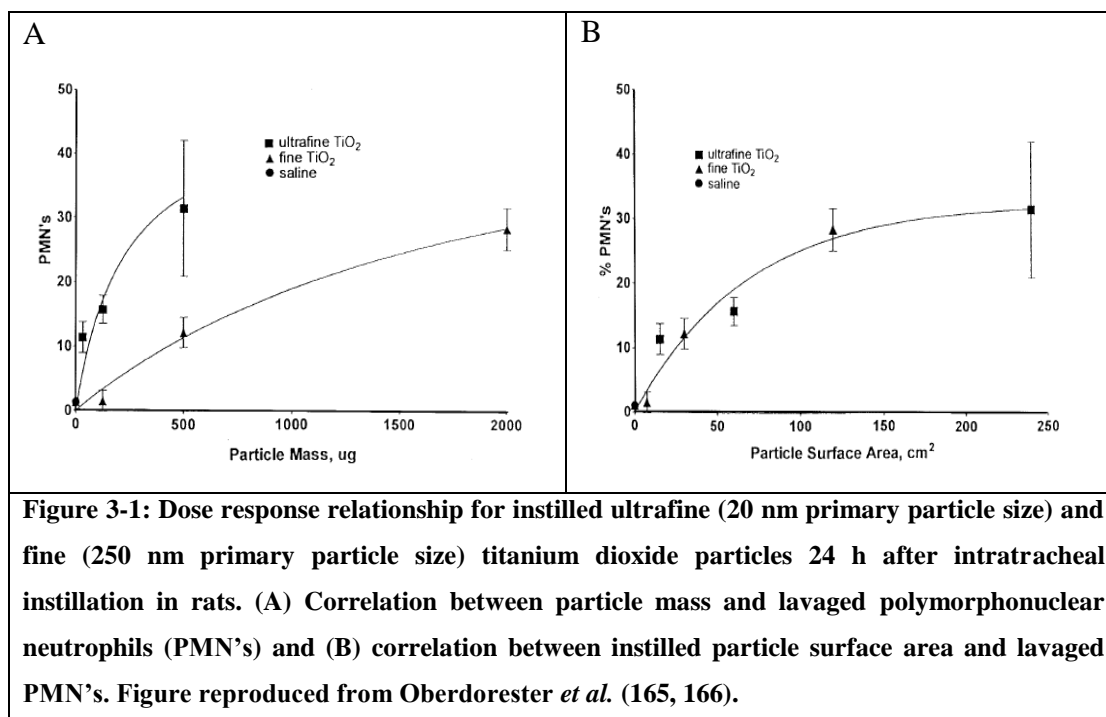 A
50
40
30
20
10
0
PMN's
■ ultrafine TiO₂
▲ fine TiO₂
● saline
0 500 1000 1500 2000
Particle Mass, ug
B
50
40
30
20
10
0
% PMN's
■ ultrafine TiO₂
▲ fine TiO₂
● saline
0 50 100 150 200 250
Particle Surface Area, cm²
Figure 3-1: Dose response relationship for instilled ultrafine (20 nm primary particle size) and
fine (250 nm primary particle size) titanium dioxide particles 24 h after intratracheal
instillation in rats. (A) Correlation between particle mass and lavaged polymorphonuclear
neutrophils (PMN's) and (B) correlation between instilled particle surface area and lavaged
PMN's. Figure reproduced from Oberdorester et al. (165, 166).